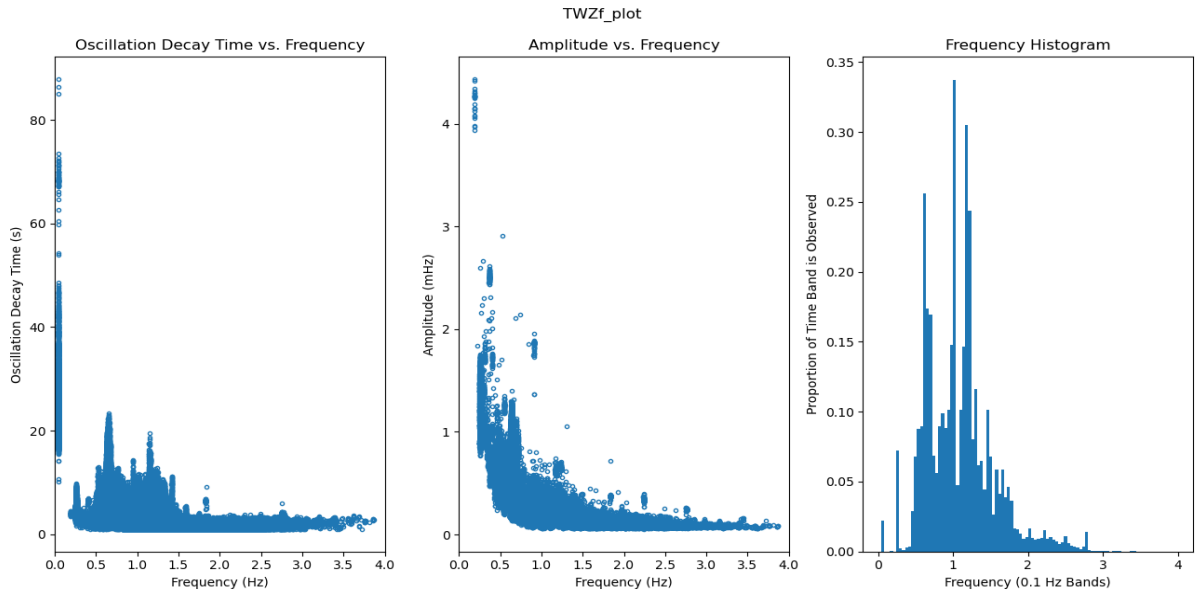 TWZf_plot
Oscillation Decay Time vs. Frequency
Oscillation Decay Time (s)
80
60
40
20
0
0.0 0.5 1.0 1.5 2.0 2.5 3.0 3.5 4.0
Frequency (Hz)
Amplitude vs. Frequency
Amplitude (mHz)
4
3
2
1
0
0.0 0.5 1.0 1.5 2.0 2.5 3.0 3.5 4.0
Frequency (Hz)
Frequency Histogram
Proportion of Time Band is Observed
0.35
0.30
0.25
0.20
0.15
0.10
0.05
0.00
0 1 2 3 4
Frequency (0.1 Hz Bands)